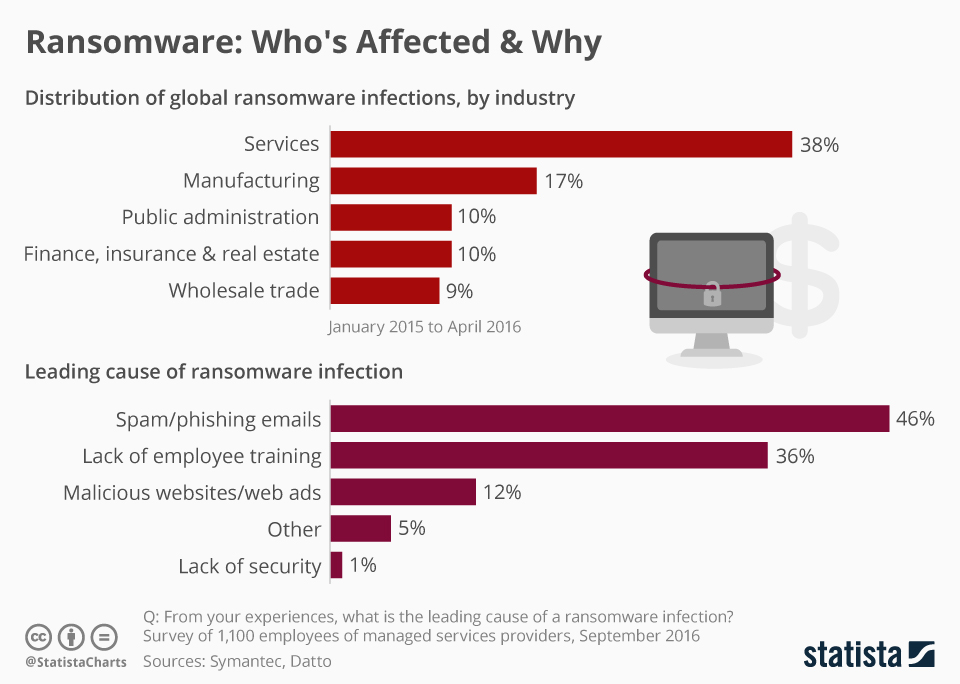 Ransomware: Who's Affected & Why
Distribution of global ransomware infections, by industry
Services 38%
Manufacturing 17%
Public administration 10%
Finance, insurance & real estate 10%
Wholesale trade 9%
January 2015 to April 2016
Leading cause of ransomware infection
Spam/phishing emails 46%
Lack of employee training 36%
Malicious websites/web ads 12%
Other 5%
Lack of security 1%
Q: From your experiences, what is the leading cause of a ransomware infection?
Survey of 1,100 employees of managed services providers, September 2016
@StatistaCharts Sources: Symantec, Datto
cc
statista
$